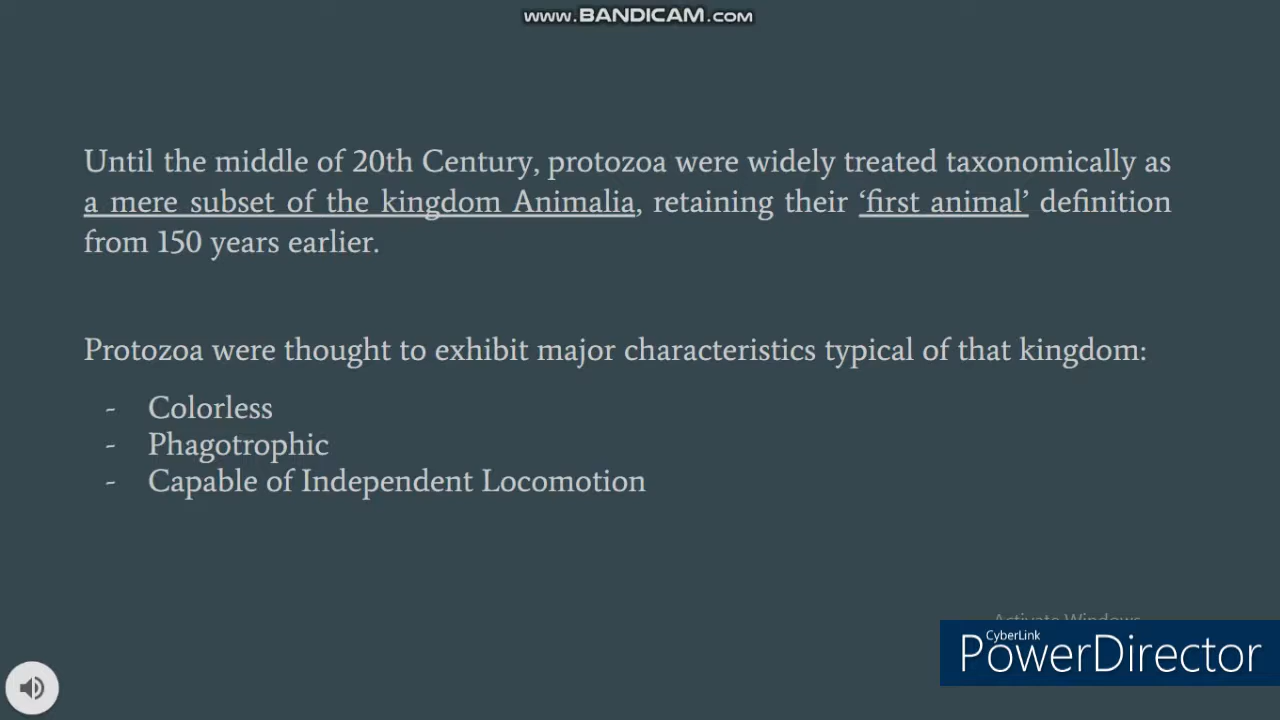 www.BANDICAM.com
Until the middle of 20th Century, protozoa were widely treated taxonomically as
a mere subset of the kingdom Animalia, retaining their ‘first animal’ definition
from 150 years earlier.
Protozoa were thought to exhibit major characteristics typical of that kingdom:
- Colorless
- Phagotrophic
- Capable of Independent Locomotion
Activate Windows
CyberLink
PowerDirector